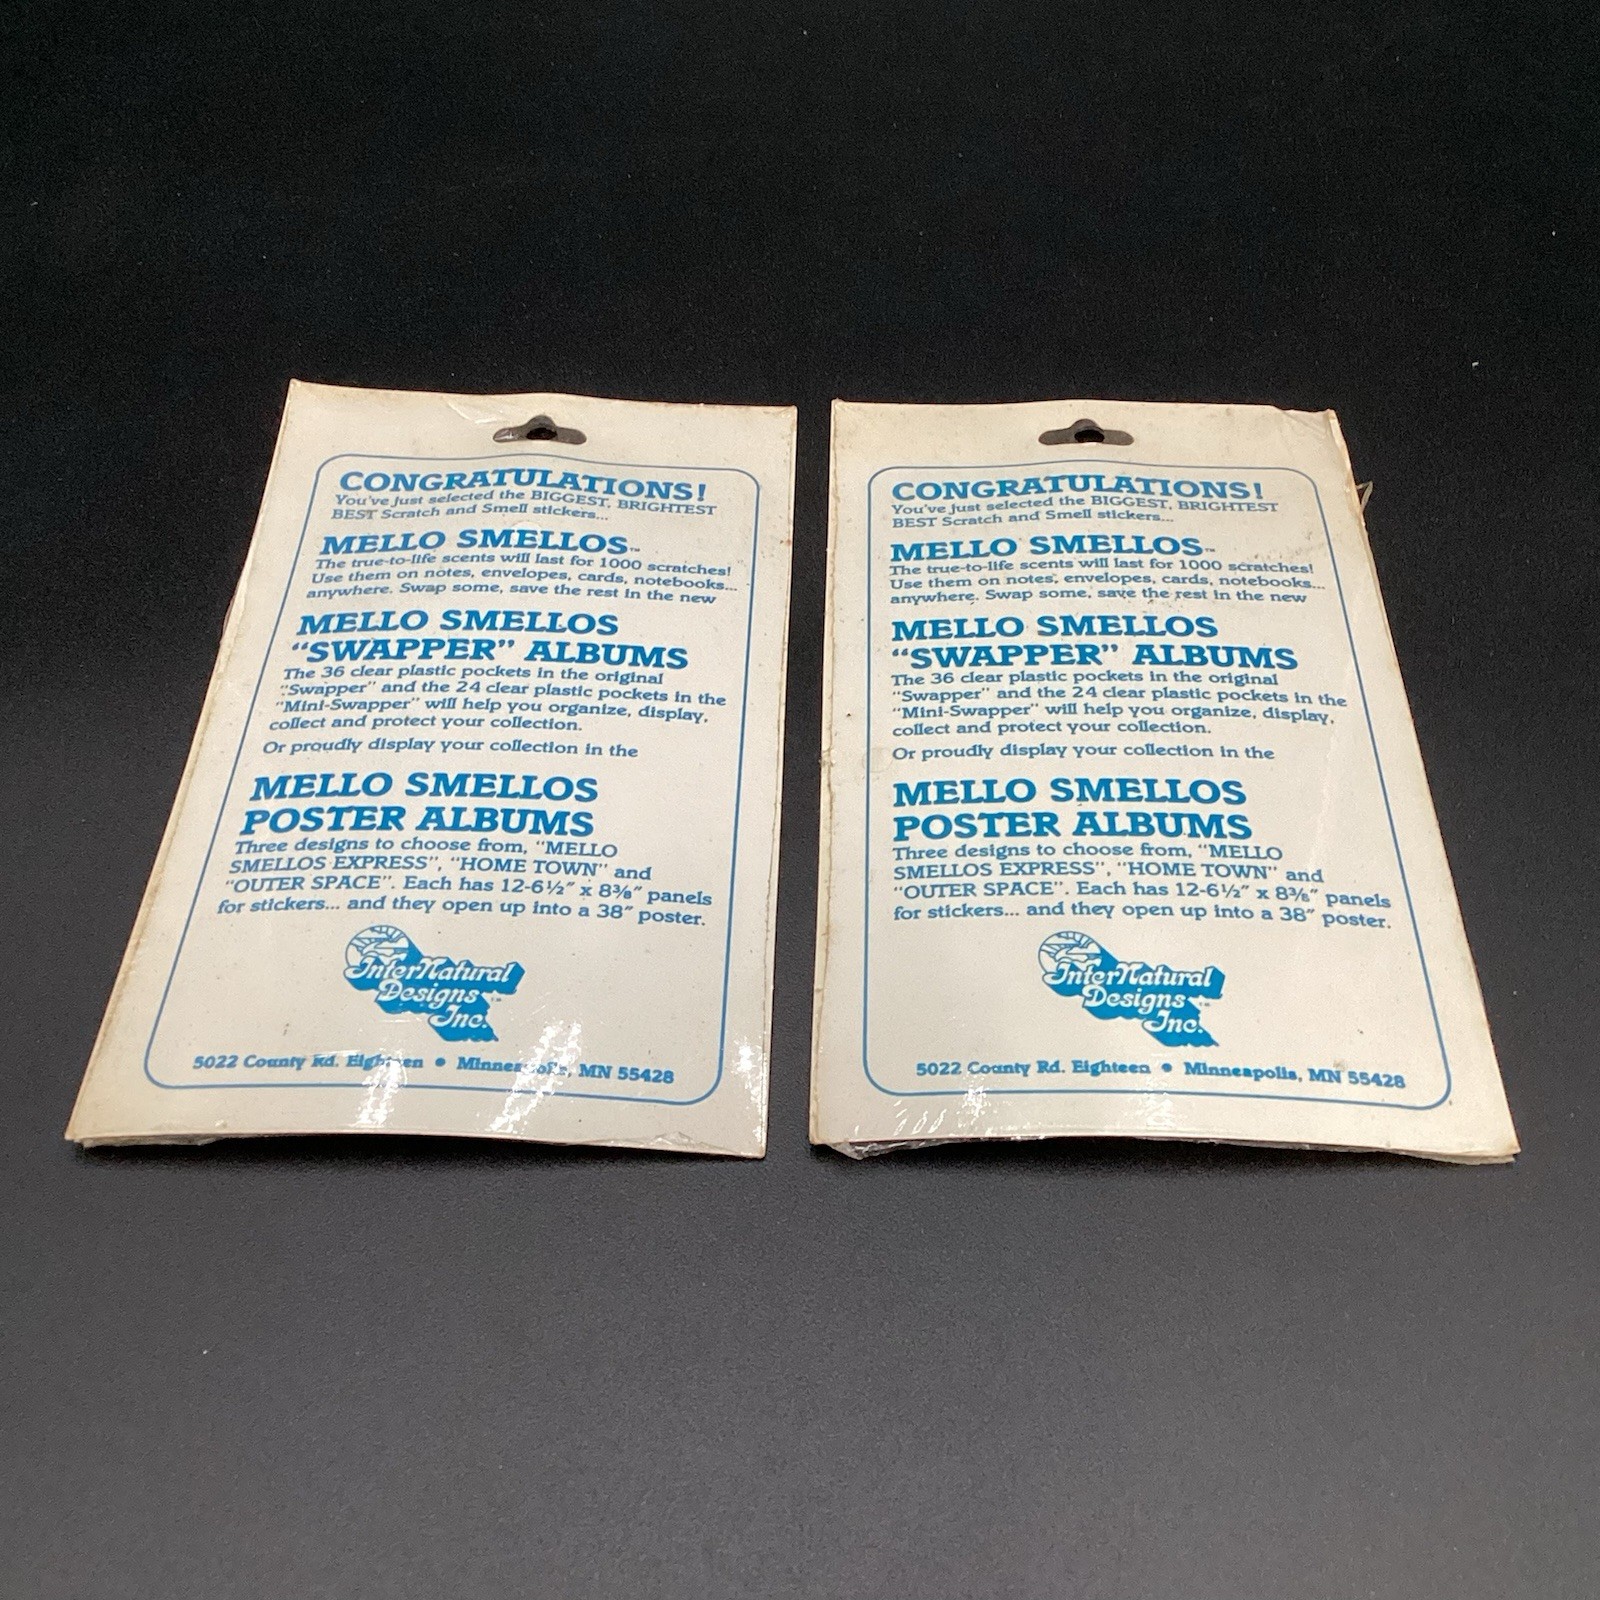 CONGRATULATIONS!
You've just selected the BIGGEST, BRIGHTEST
BEST Scratch and Smell stickers...
MELLO SMELLOS™
The true-to-life scents will last for 1000 scratches!
Use them on notes, envelopes, cards, notebooks...
anywhere. Swap some, save the rest in the new
MELLO SMELLOS
“SWAPPER” ALBUMS
The 36 clear plastic pockets in the original
“Swapper” and the 24 clear plastic pockets in the
“Mini-Swapper” will help you organize, display,
collect and protect your collection.
Or proudly display your collection in the
MELLO SMELLOS
POSTER ALBUMS
Three designs to choose from, “MELLO
SMELLOS EXPRESS”, “HOME TOWN” and
“OUTER SPACE”. Each has 12-6½″ x 8⅜″ panels
for stickers... and they open up into a 38″ poster.
InterNatural
Designs™
Inc.
5022 County Rd. Eighteen • Minneapolis, MN 55428
CONGRATULATIONS!
You've just selected the BIGGEST, BRIGHTEST
BEST Scratch and Smell stickers...
MELLO SMELLOS™
The true-to-life scents will last for 1000 scratches!
Use them on notes, envelopes, cards, notebooks...
anywhere. Swap some, save the rest in the new
MELLO SMELLOS
“SWAPPER” ALBUMS
The 36 clear plastic pockets in the original
“Swapper” and the 24 clear plastic pockets in the
“Mini-Swapper” will help you organize, display,
collect and protect your collection.
Or proudly display your collection in the
MELLO SMELLOS
POSTER ALBUMS
Three designs to choose from, “MELLO
SMELLOS EXPRESS”, “HOME TOWN” and
“OUTER SPACE”. Each has 12-6½″ x 8⅜″ panels
for stickers... and they open up into a 38″ poster.
InterNatural
Designs™
Inc.
5022 County Rd. Eighteen • Minneapolis, MN 55428